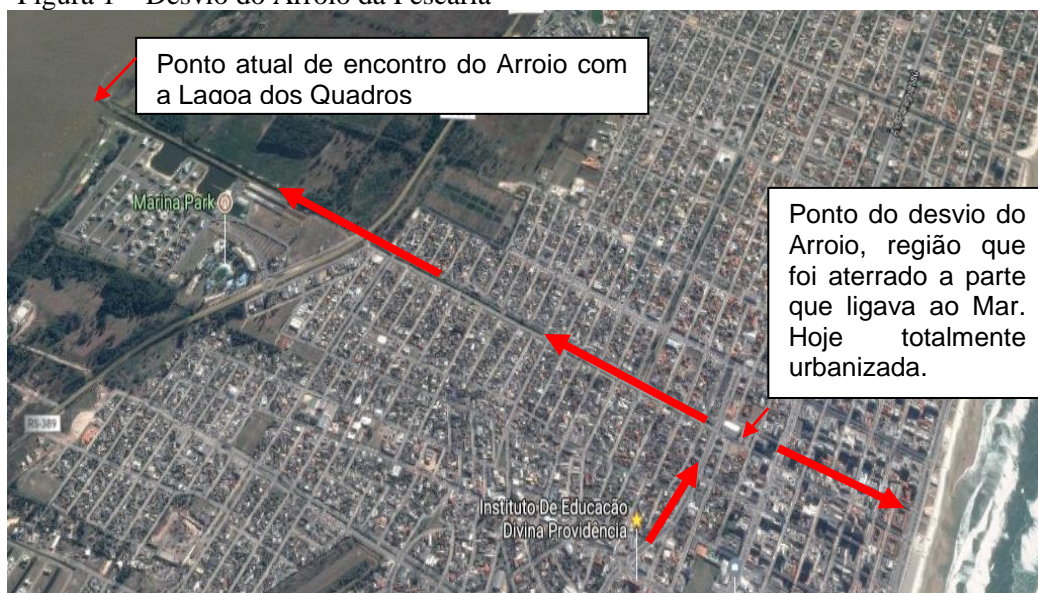 Figura 1 – Desvio do Arroio da Pescaria
Ponto atual de encontro do Arroio com
a Lagoa dos Quadros
Marina Park
Ponto do desvio do
Arroio, região que
foi aterrado a parte
que ligava ao Mar.
Hoje totalmente
urbanizada.
RS-389
Instituto De Educacão
Divina Providência